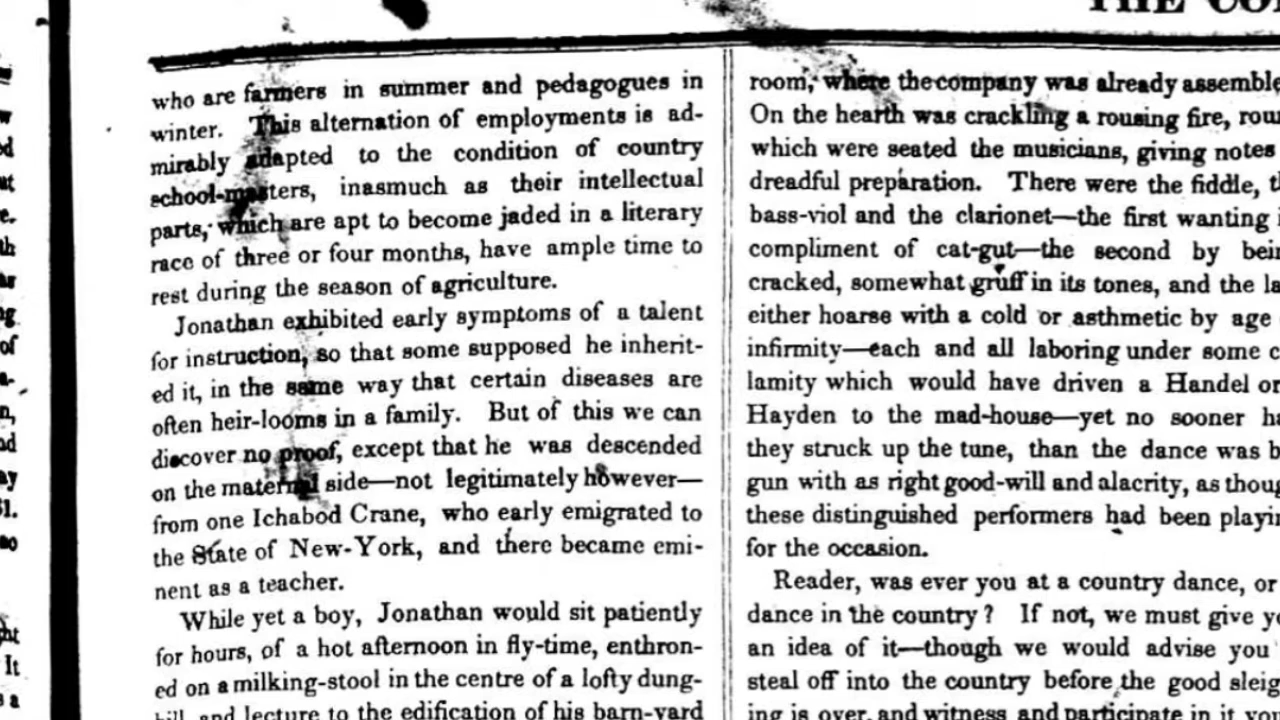 THE CO
who are farmers in summer and pedagogues in
winter. This alternation of employments is ad-
mirably adapted to the condition of country
school-masters, inasmuch as their intellectual
parts, which are apt to become jaded in a literary
race of three or four months, have ample time to
rest during the season of agriculture.
Jonathan exhibited early symptoms of a talent
for instruction, so that some supposed he inherit-
ed it, in the same way that certain diseases are
often heir-looms in a family. But of this we can
discover no proof, except that he was descended
on the maternal side—not legitimately however—
from one Ichabod Crane, who early emigrated to
the State of New-York, and there became emi-
nent as a teacher.
While yet a boy, Jonathan would sit patiently
for hours, of a hot afternoon in fly-time, enthron-
ed on a milking-stool in the centre of a lofty dung-
hill, and lecture to the edification of his barn-yard
room, where the company was already assemble
On the hearth was crackling a rousing fire, rou
which were seated the musicians, giving notes
dreadful preparation. There were the fiddle, t
bass-viol and the clarionet—the first wanting
compliment of cat-gut—the second by bei
cracked, somewhat gruff in its tones, and the la
either hoarse with a cold or asthmetic by age
infirmity—each and all laboring under some c
lamity which would have driven a Handel or
Hayden to the mad-house—yet no sooner ha
they struck up the tune, than the dance was b
gun with as right good-will and alacrity, as thoug
these distinguished performers had been playi
for the occasion.
Reader, was ever you at a country dance, or
dance in the country? If not, we must give y
an idea of it—though we would advise you
steal off into the country before the good sleig
ing is over, and witness and participate in it you